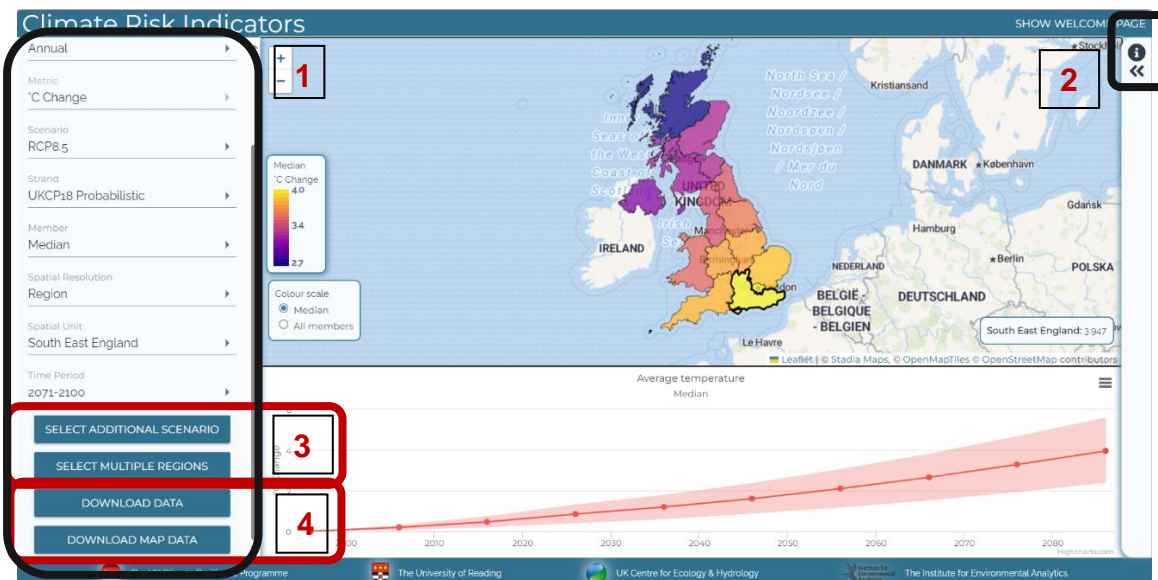 Climate Risk Indicators
SHOW WELCOME PAGE
Annual
Metric
°C Change
Scenario
RCP8.5
Strand
UKCP18 Probabilistic
Member
Median
Spatial Resolution
Region
Spatial Unit
South East England
Time Period
2071-2100
SELECT ADDITIONAL SCENARIO
SELECT MULTIPLE REGIONS
DOWNLOAD DATA
DOWNLOAD MAP DATA
+
−
1
2
3
4
Median
°C Change
4.0
3.4
2.7
Colour scale
Median
All members
North Sea /
Nordsee /
Noordzee /
Nordsøen /
Nordsjøen
/ Mer du
Nord
Kristiansand
DANMARK
København
Gdańsk
UNITED
KINGDOM
IRELAND
Hamburg
Berlin
POLSKA
NEDERLAND
BELGIË -
BELGIQUE
- BELGIEN
DEUTSCHLAND
Le Havre
South East England: 3.947
Leaflet | © Stadia Maps, © OpenMapTiles © OpenStreetMap contributors
Average temperature
Median
4
0
2010
2020
2030
2040
2050
2060
2070
2080
Highcharts.com
The University of Reading
UK Centre for Ecology & Hydrology
The Institute for Environmental Analytics